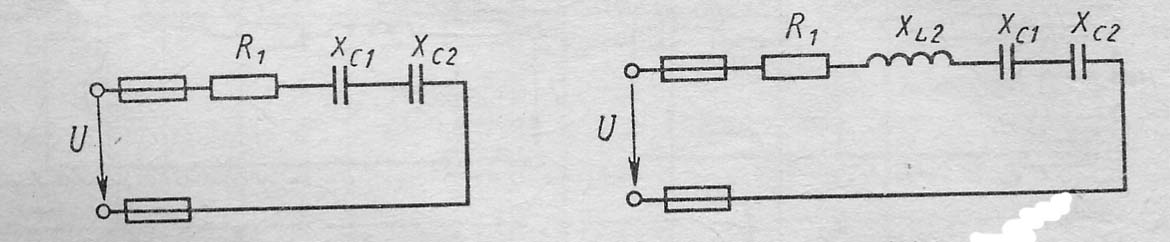 R1 XC1 XC2
U
R1 XL2 XC1 XC2
U